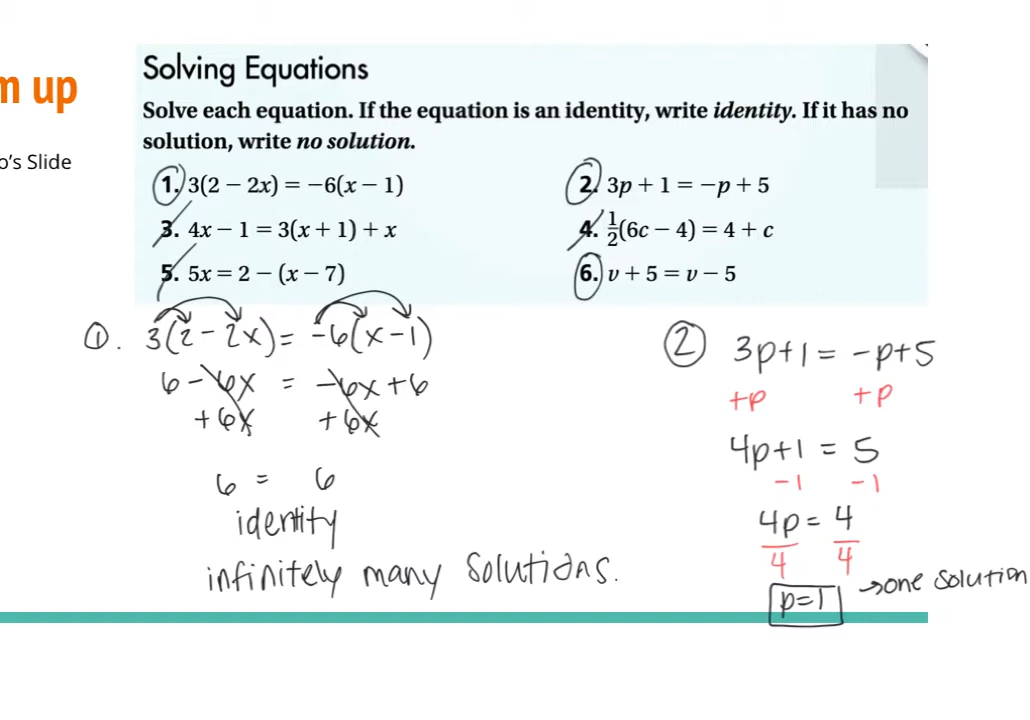 m up
o's Slide
Solving Equations
Solve each equation. If the equation is an identity, write identity. If it has no
solution, write no solution.
1. 3(2 − 2x) = −6(x − 1)
2. 3p + 1 = −p + 5
3. 4x − 1 = 3(x + 1) + x
4. 1/2(6c − 4) = 4 + c
5. 5x = 2 − (x − 7)
6. v + 5 = v − 5
①. 3(2 − 2x) = −6(x − 1)
6 − 6x = −6x + 6
+6x +6x
6 = 6
identity
infinitely many solutions.
② 3p+1 = −p+5
+p +p
4p+1 = 5
−1 −1
4p = 4
4 4
p=1 → one solution